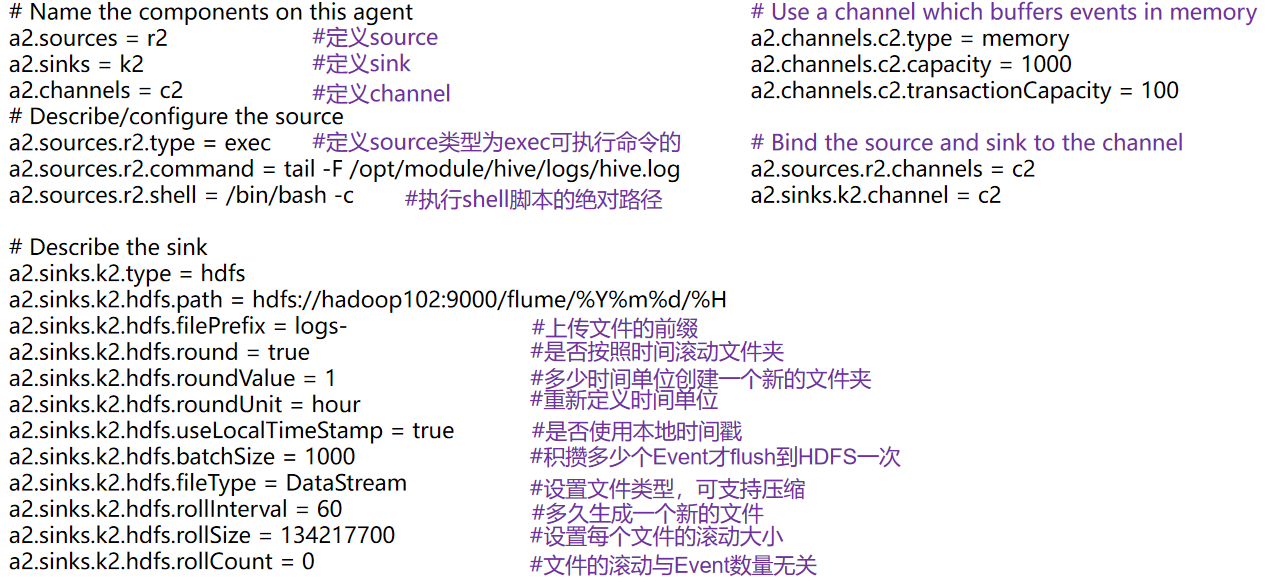 # Name the components on this agent
a2.sources = r2 #定义source
a2.sinks = k2 #定义sink
a2.channels = c2 #定义channel
# Describe/configure the source
a2.sources.r2.type = exec #定义source类型为exec可执行命令的
a2.sources.r2.command = tail -F /opt/module/hive/logs/hive.log
a2.sources.r2.shell = /bin/bash -c #执行shell脚本的绝对路径
# Describe the sink
a2.sinks.k2.type = hdfs
a2.sinks.k2.hdfs.path = hdfs://hadoop102:9000/flume/%Y%m%d/%H
a2.sinks.k2.hdfs.filePrefix = logs- #上传文件的前缀
a2.sinks.k2.hdfs.round = true #是否按照时间滚动文件夹
a2.sinks.k2.hdfs.roundValue = 1 #多少时间单位创建一个新的文件夹
a2.sinks.k2.hdfs.roundUnit = hour #重新定义时间单位
a2.sinks.k2.hdfs.useLocalTimeStamp = true #是否使用本地时间戳
a2.sinks.k2.hdfs.batchSize = 1000 #积攒多少个Event才flush到HDFS一次
a2.sinks.k2.hdfs.fileType = DataStream #设置文件类型，可支持压缩
a2.sinks.k2.hdfs.rollInterval = 60 #多久生成一个新的文件
a2.sinks.k2.hdfs.rollSize = 134217700 #设置每个文件的滚动大小
a2.sinks.k2.hdfs.rollCount = 0 #文件的滚动与Event数量无关
# Use a channel which buffers events in memory
a2.channels.c2.type = memory
a2.channels.c2.capacity = 1000
a2.channels.c2.transactionCapacity = 100
# Bind the source and sink to the channel
a2.sources.r2.channels = c2
a2.sinks.k2.channel = c2